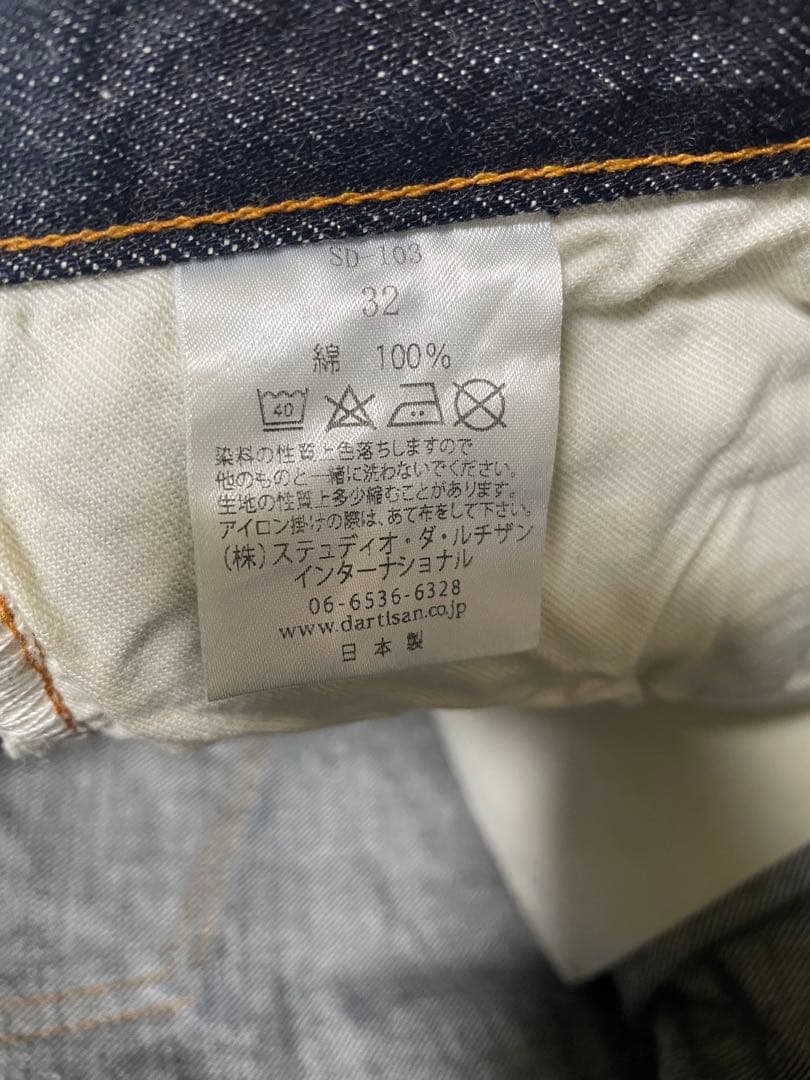 SD-103
32
綿 100%
40
染料の性質上色落ちしますので
他のものと一緒に洗わないでください。
生地の性質上多少縮むことがあります。
アイロン掛けの際は、あて布をして下さい。
(株)ステュディオ・ダ・ルチザン
インターナショナル
06-6536-6328
www.dartisan.co.jp
日本製